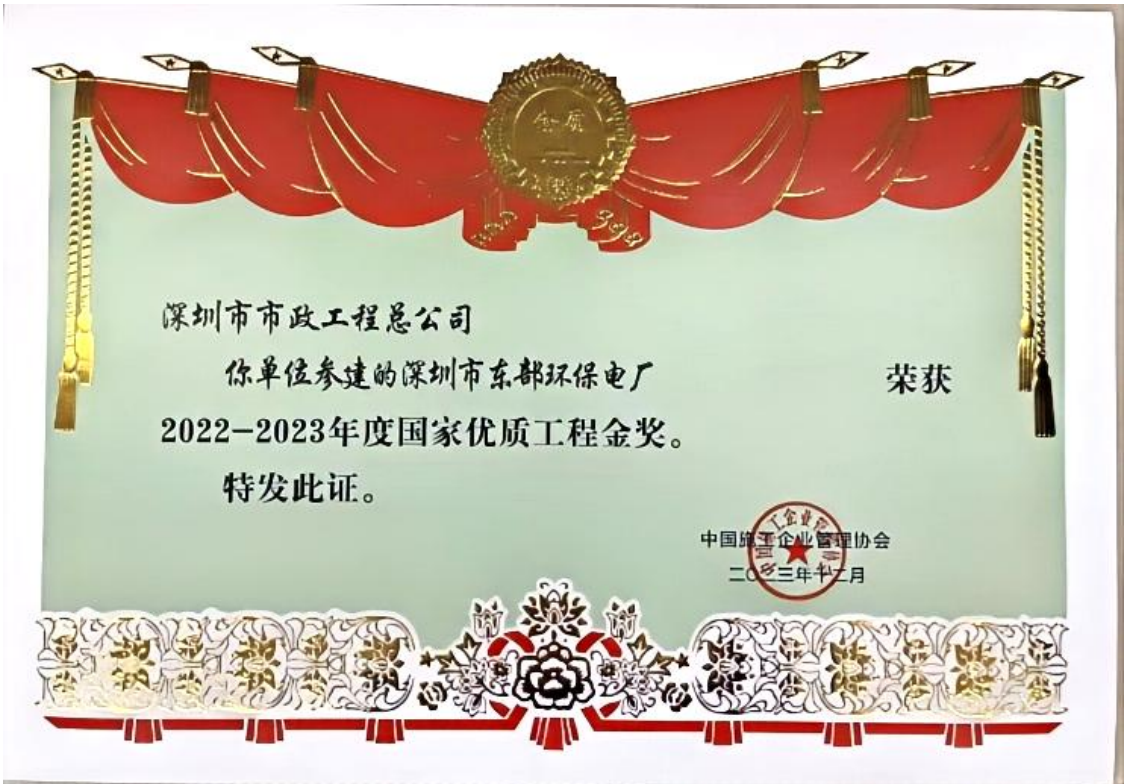 金质
深圳市市政工程总公司
你单位参建的深圳市东部环保电厂 荣获
2022-2023年度国家优质工程金奖。
特发此证。
中国施工企业管理协会
二〇二三年十二月